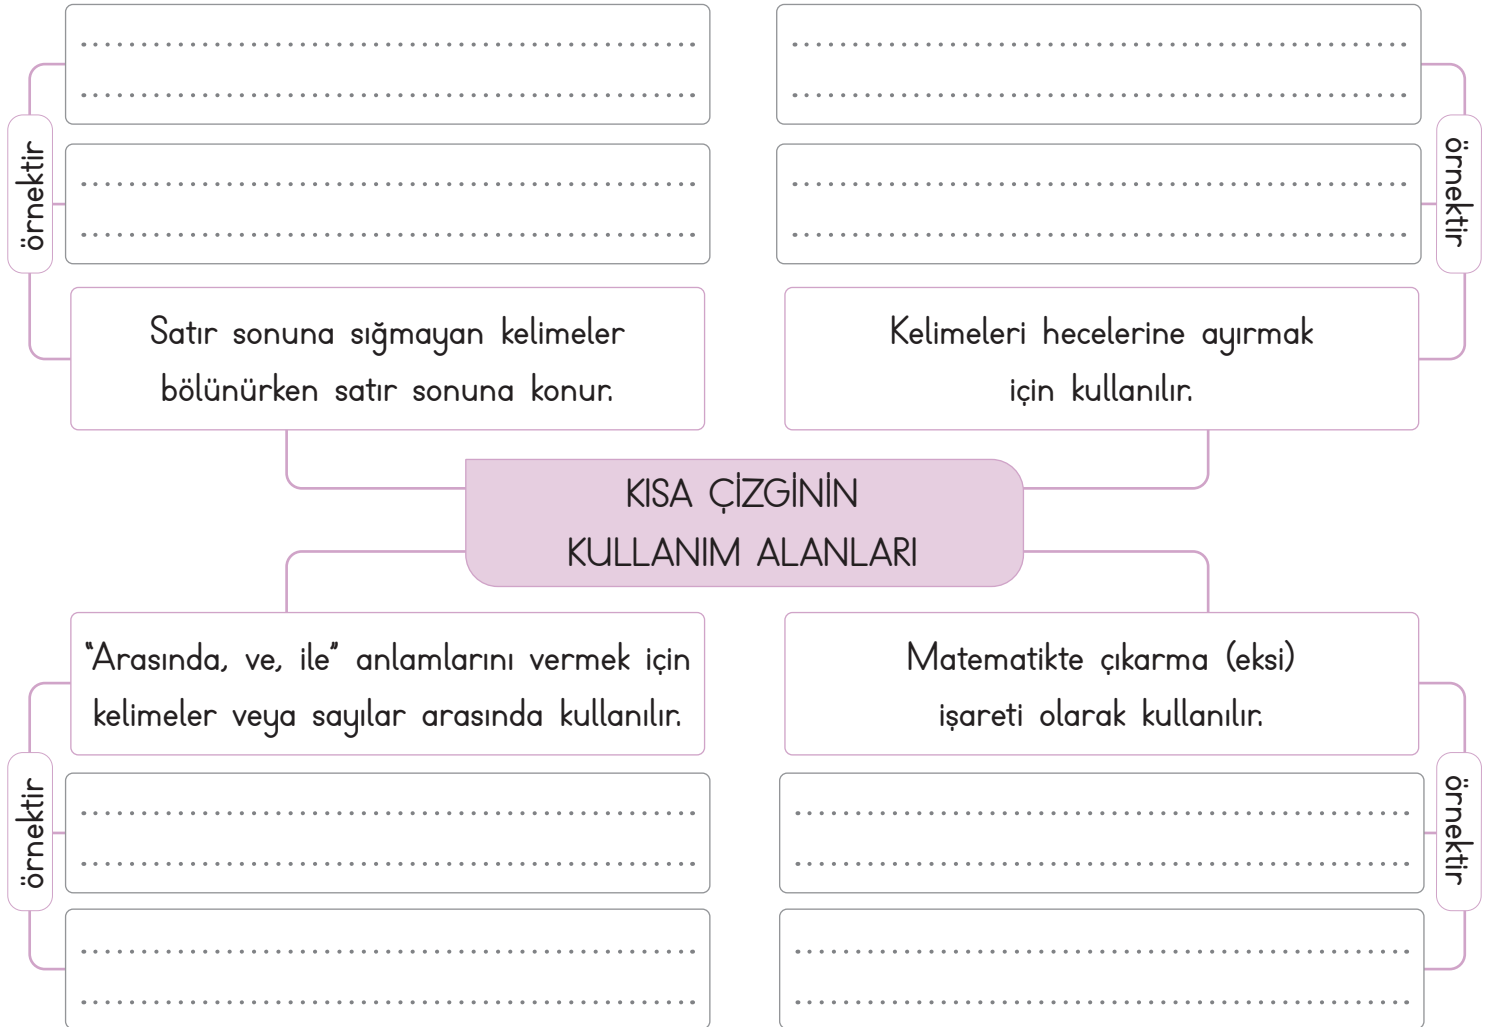 örnektir
örnektir
Satır sonuna sığmayan kelimeler
bölünürken satır sonuna konur.
Kelimeleri hecelerine ayırmak
için kullanılır.
KISA ÇİZGİNİN
KULLANIM ALANLARI
“Arasında, ve, ile” anlamlarını vermek için
kelimeler veya sayılar arasında kullanılır.
Matematikte çıkarma (eksi)
işareti olarak kullanılır.
örnektir
örnektir